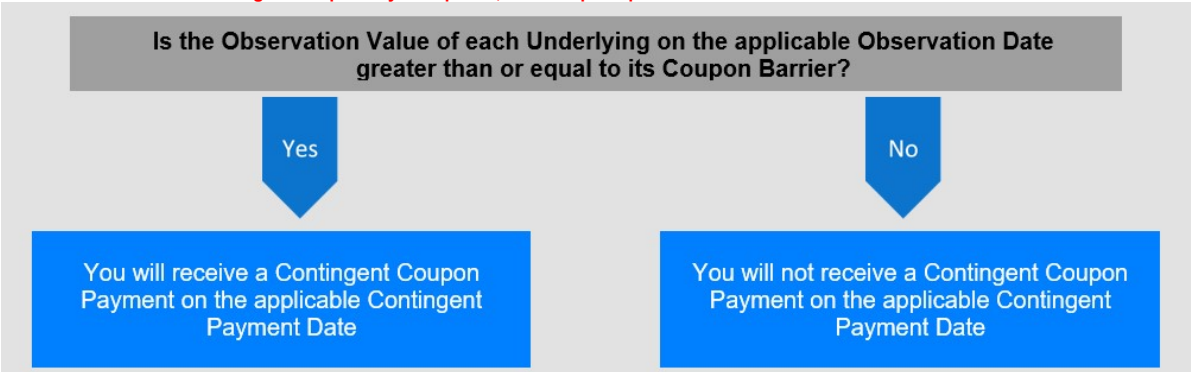 Is the Observation Value of each Underlying on the applicable Observation Date
greater than or equal to its Coupon Barrier?
Yes
No
You will receive a Contingent Coupon
Payment on the applicable Contingent
Payment Date
You will not receive a Contingent Coupon
Payment on the applicable Contingent
Payment Date